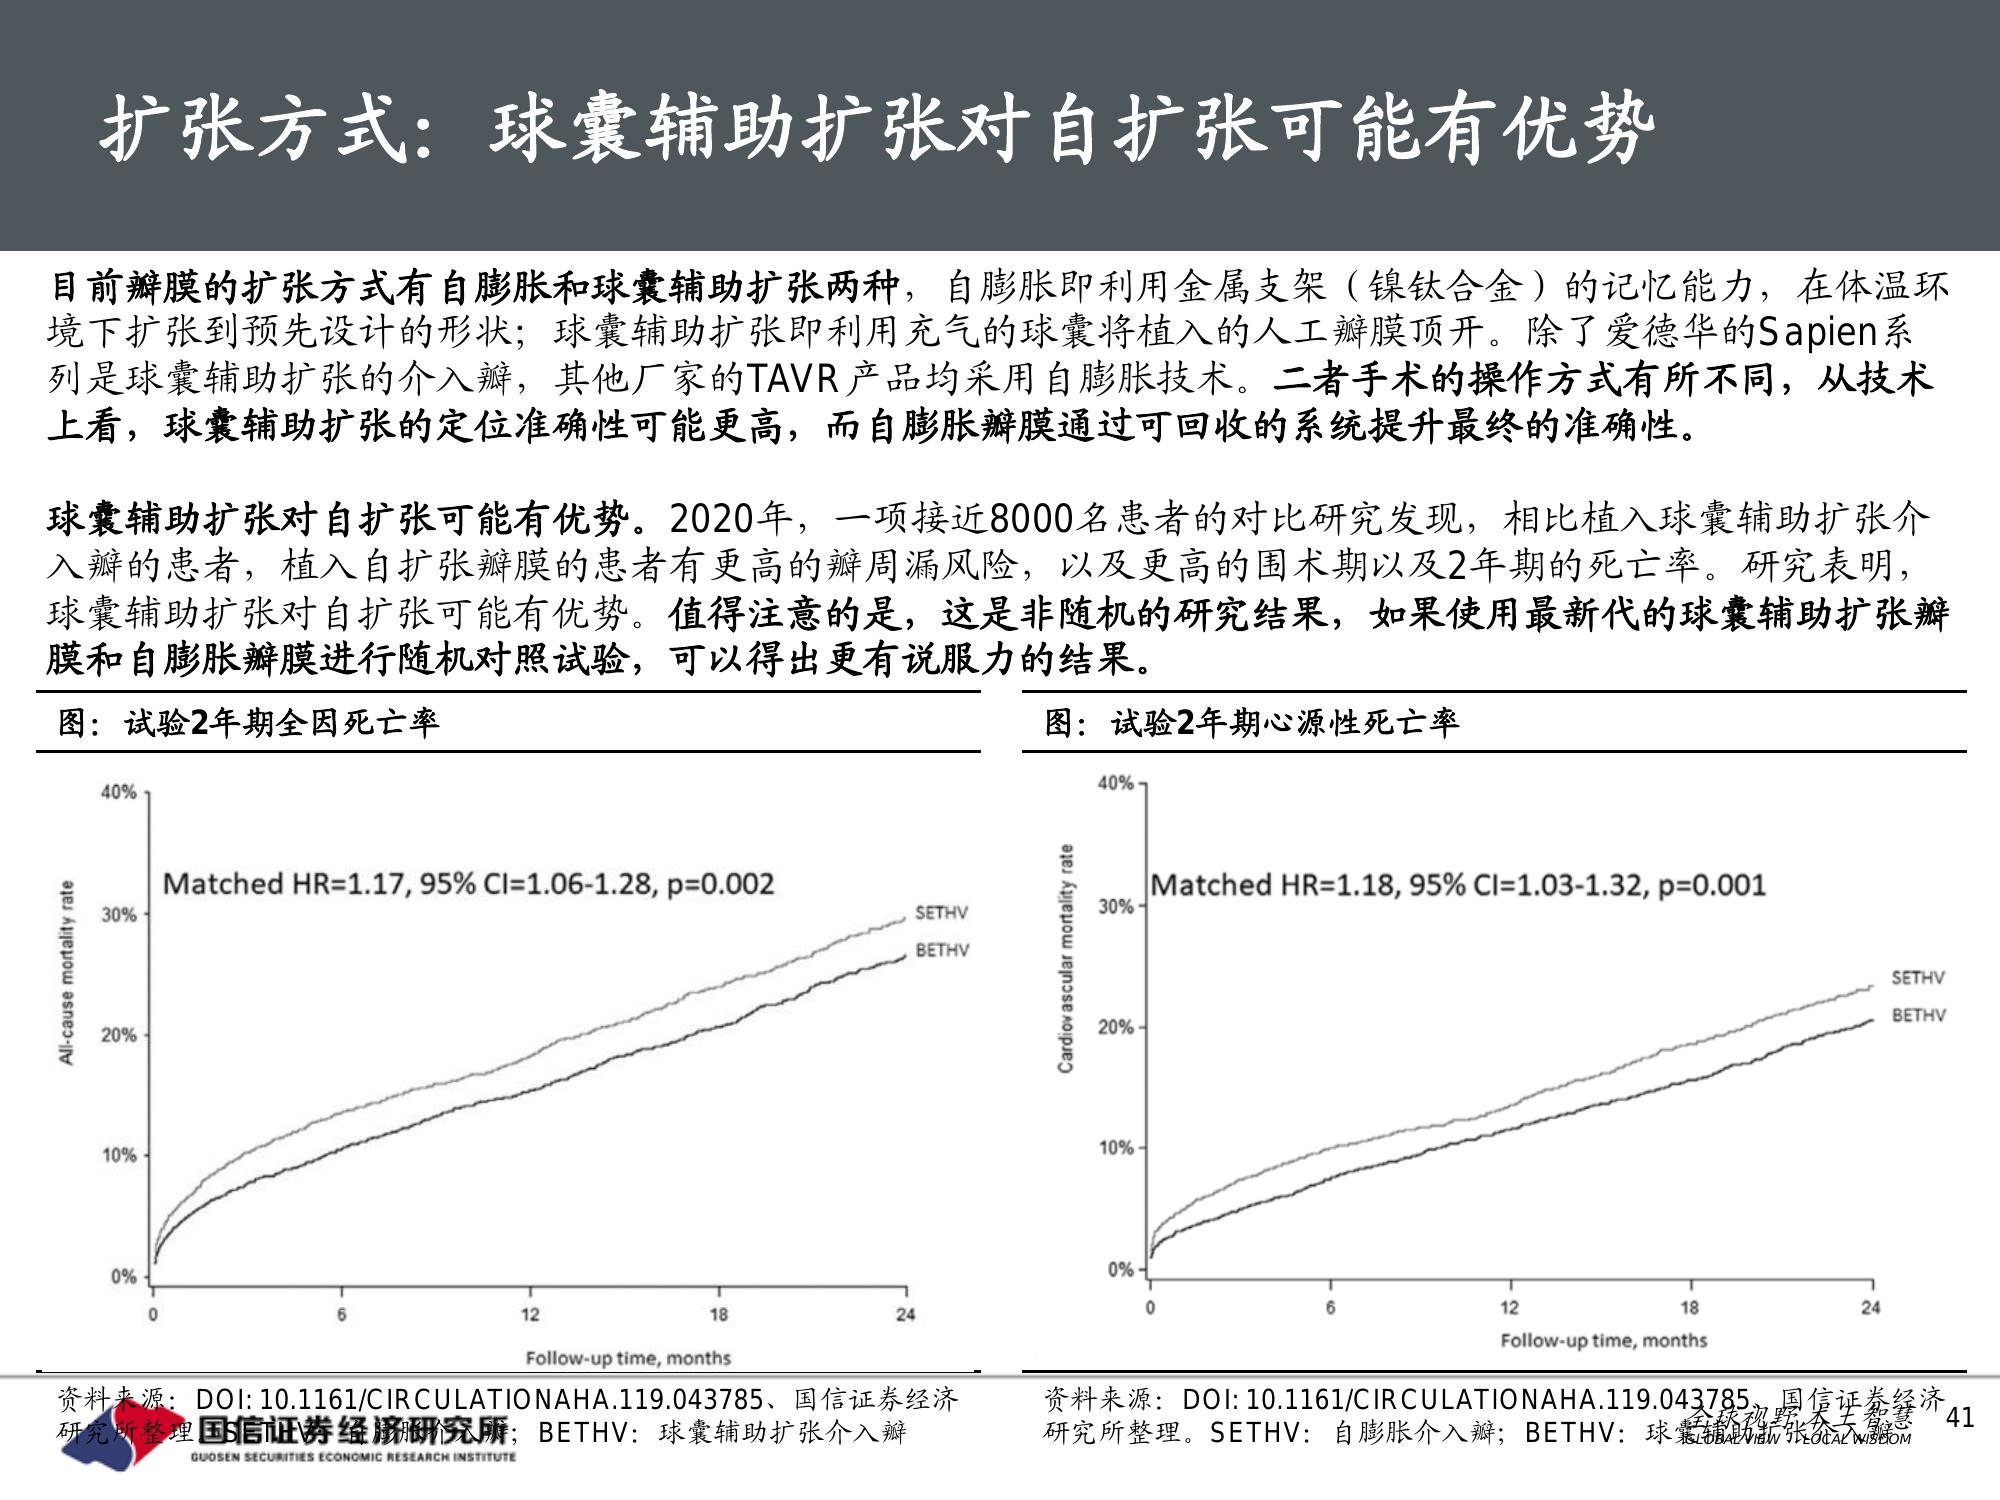 扩张方式：球囊辅助扩张对自扩张可能有优势
目前瓣膜的扩张方式有自膨胀和球囊辅助扩张两种，自膨胀即利用金属支架（镍钛合金）的记忆能力，在体温环
境下扩张到预先设计的形状；球囊辅助扩张即利用充气的球囊将植入的人工瓣膜顶开。除了爱德华的Sapien系
列是球囊辅助扩张的介入瓣，其他厂家的TAVR产品均采用自膨胀技术。二者手术的操作方式有所不同，从技术
上看，球囊辅助扩张的定位准确性可能更高，而自膨胀瓣膜通过可回收的系统提升最终的准确性。
球囊辅助扩张对自扩张可能有优势。2020年，一项接近8000名患者的对比研究发现，相比植入球囊辅助扩张介
入瓣的患者，植入自扩张瓣膜的患者有更高的瓣周漏风险，以及更高的围术期以及2年期的死亡率。研究表明，
球囊辅助扩张对自扩张可能有优势。值得注意的是，这是非随机的研究结果，如果使用最新代的球囊辅助扩张瓣
膜和自膨胀瓣膜进行随机对照试验，可以得出更有说服力的结果。
图：试验2年期全因死亡率
All-cause mortality rate
40%
30%
20%
10%
0%
Matched HR=1.17, 95% CI=1.06-1.28, p=0.002
SETHV
BETHV
0 6 12 18 24
Follow-up time, months
资料来源：DOI: 10.1161/CIRCULATIONAHA.119.043785、国信证券经济
研究所整理。SETHV：自膨胀介入瓣；BETHV：球囊辅助扩张介入瓣
图：试验2年期心源性死亡率
Cardiovascular mortality rate
40%
30%
20%
10%
0%
Matched HR=1.18, 95% CI=1.03-1.32, p=0.001
SETHV
BETHV
0 6 12 18 24
Follow-up time, months
资料来源：DOI: 10.1161/CIRCULATIONAHA.119.043785、国信证券经济
研究所整理。SETHV：自膨胀介入瓣；BETHV：球囊辅助扩张介入瓣
国信证券经济研究所
GUOSEN SECURITIES ECONOMIC RESEARCH INSTITUTE
全球视野 本土智慧
GLOBAL VIEW LOCAL WISDOM
41